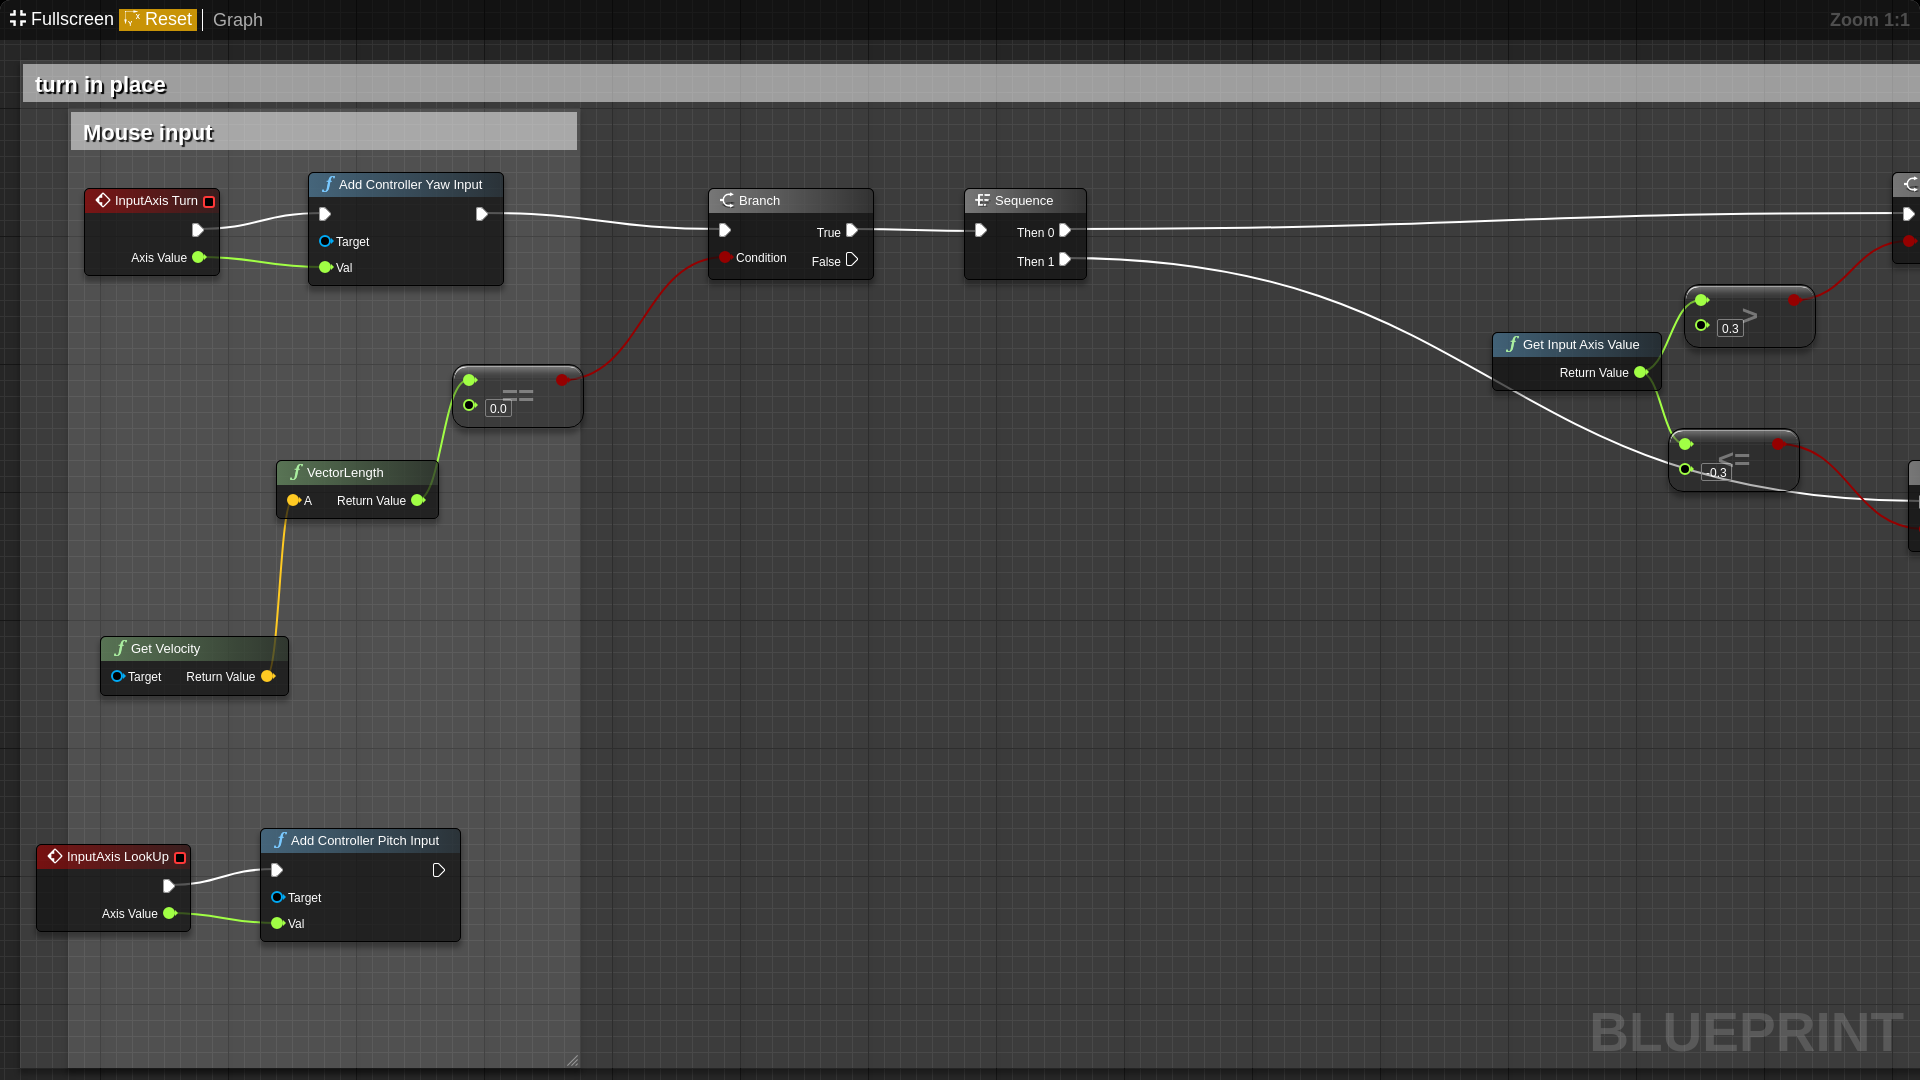 Fullscreen Reset Graph Zoom 1:1
turn in place
Mouse input
InputAxis Turn
Axis Value
Add Controller Yaw Input
Target
Val
Branch
True
Condition
False
Sequence
Then 0
Then 1
>
0.3
Get Input Axis Value
Return Value
==
0.0
<=
-0.3
VectorLength
A Return Value
Get Velocity
Target Return Value
InputAxis LookUp
Axis Value
Add Controller Pitch Input
Target
Val
BLUEPRINT